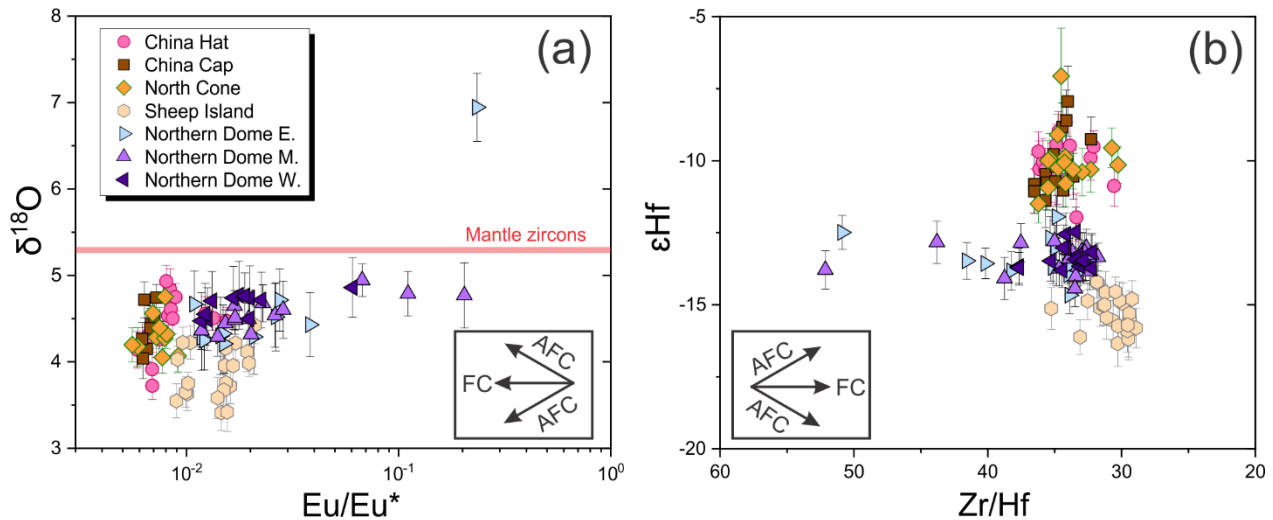 (a)
8
7
6
5
4
3
δ¹⁸O
China Hat
China Cap
North Cone
Sheep Island
Northern Dome E.
Northern Dome M.
Northern Dome W.
Mantle zircons
AFC
FC
AFC
10⁻²
10⁻¹
10⁰
Eu/Eu*
(b)
-5
-10
-15
-20
εHf
AFC
FC
AFC
60
50
40
30
20
Zr/Hf